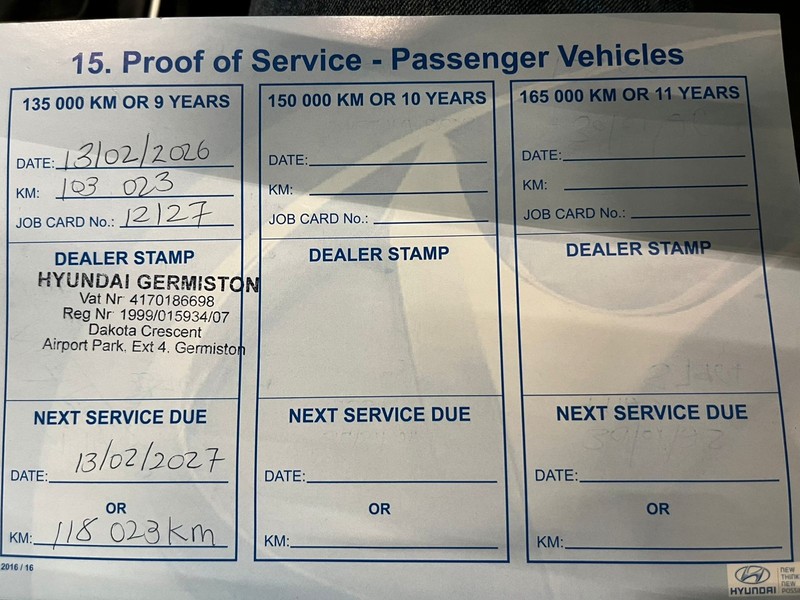 15. Proof of Service - Passenger Vehicles
135 000 KM OR 9 YEARS
DATE: 13/02/2026
KM: 103 023
JOB CARD No.: 12127
DEALER STAMP
HYUNDAI GERMISTON
Vat Nr 4170186698
Reg Nr 1999/015934/07
Dakota Crescent
Airport Park. Ext 4. Germiston
NEXT SERVICE DUE
DATE: 13/02/2027
OR
KM: 118 023km
2016 / 16
150 000 KM OR 10 YEARS
DATE:
KM:
JOB CARD No.:
DEALER STAMP
NEXT SERVICE DUE
DATE:
OR
KM:
165 000 KM OR 11 YEARS
DATE:
KM:
JOB CARD No.:
DEALER STAMP
NEXT SERVICE DUE
DATE:
OR
KM:
HYUNDAI
NEW
THINK
NEW